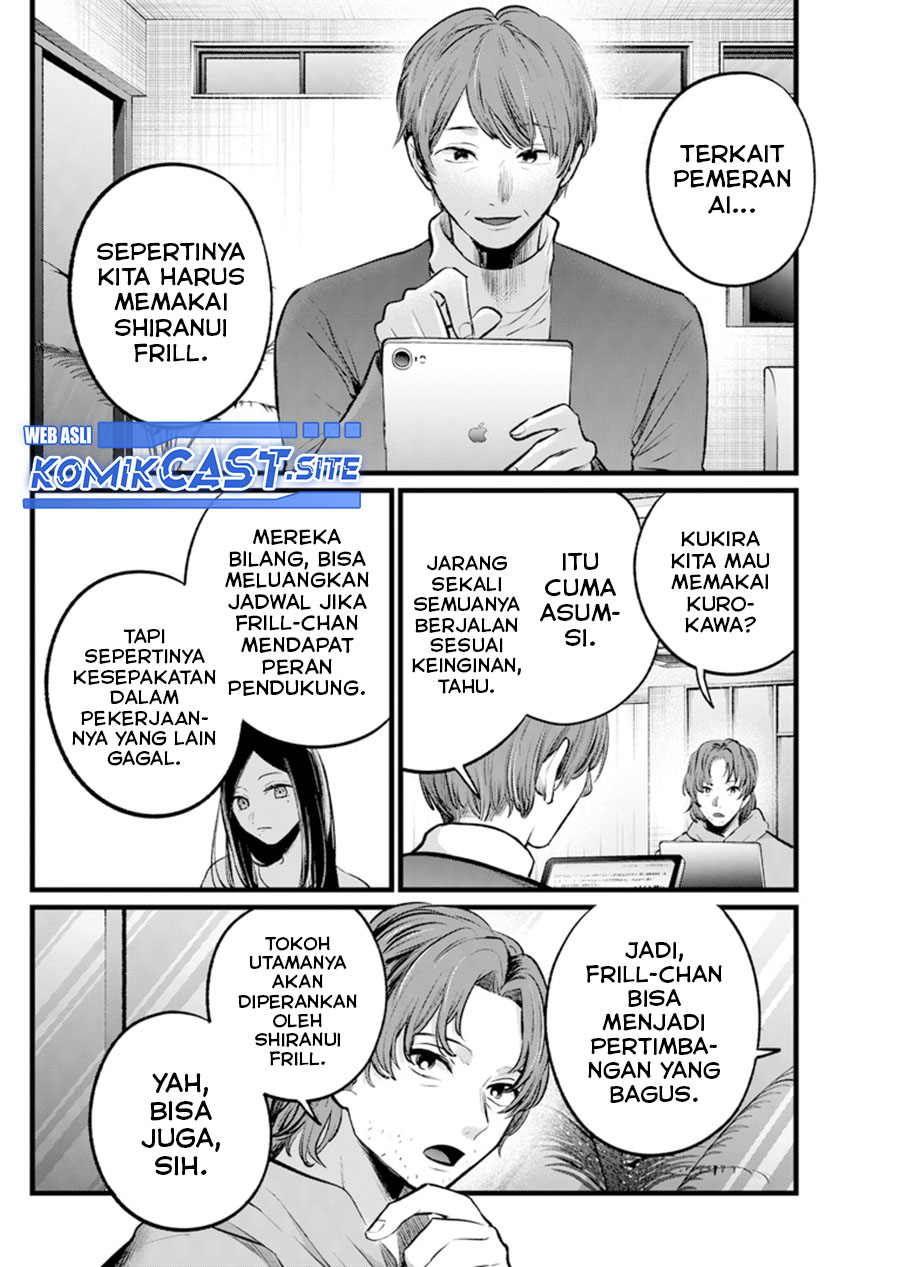 TERKAIT
PEMERAN
AI...
SEPERTINYA
KITA HARUS
MEMAKAI
SHIRANUI
FRILL.
WEB ASLI
KOMIKCAST.SITE
KUKIRA
KITA MAU
MEMAKAI
KURO-
KAWA?
ITU
CUMA
ASUM-
SI.
JARANG
SEKALI
SEMUANYA
BERJALAN
SESUAI
KEINGINAN,
TAHU.
MEREKA
BILANG, BISA
MELUANGKAN
JADWAL JIKA
FRILL-CHAN
MENDAPAT
PERAN
PENDUKUNG.
TAPI
SEPERTINYA
KESEPAKATAN
DALAM
PEKERJAAN-
NYA YANG LAIN
GAGAL.
JADI,
FRILL-CHAN
BISA
MENJADI
PERTIMBA-
NGAN YANG
BAGUS.
TOKOH
UTAMANYA
AKAN
DIPERANKAN
OLEH
SHIRANUI
FRILL.
YAH,
BISA
JUGA,
SIH.